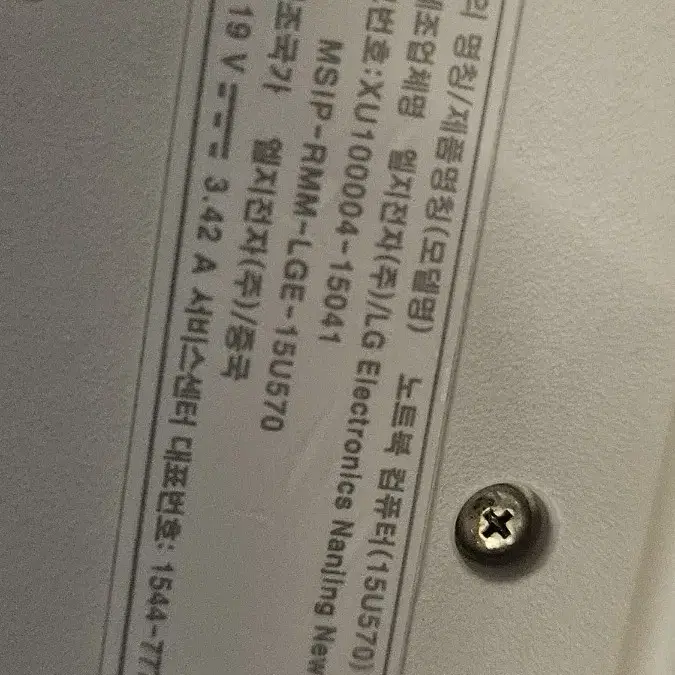 의 명칭/제품명칭(모델명) 노트북 컴퓨터(15U570)
제조업체명 엘지전자(주)/LG Electronics Nanjing New
번호:XU100004-15041
MSIP-RMM-LGE-15U570
조국가 엘지전자(주)/중국
19 V 3.42 A 서비스센터 대표번호: 1544-777